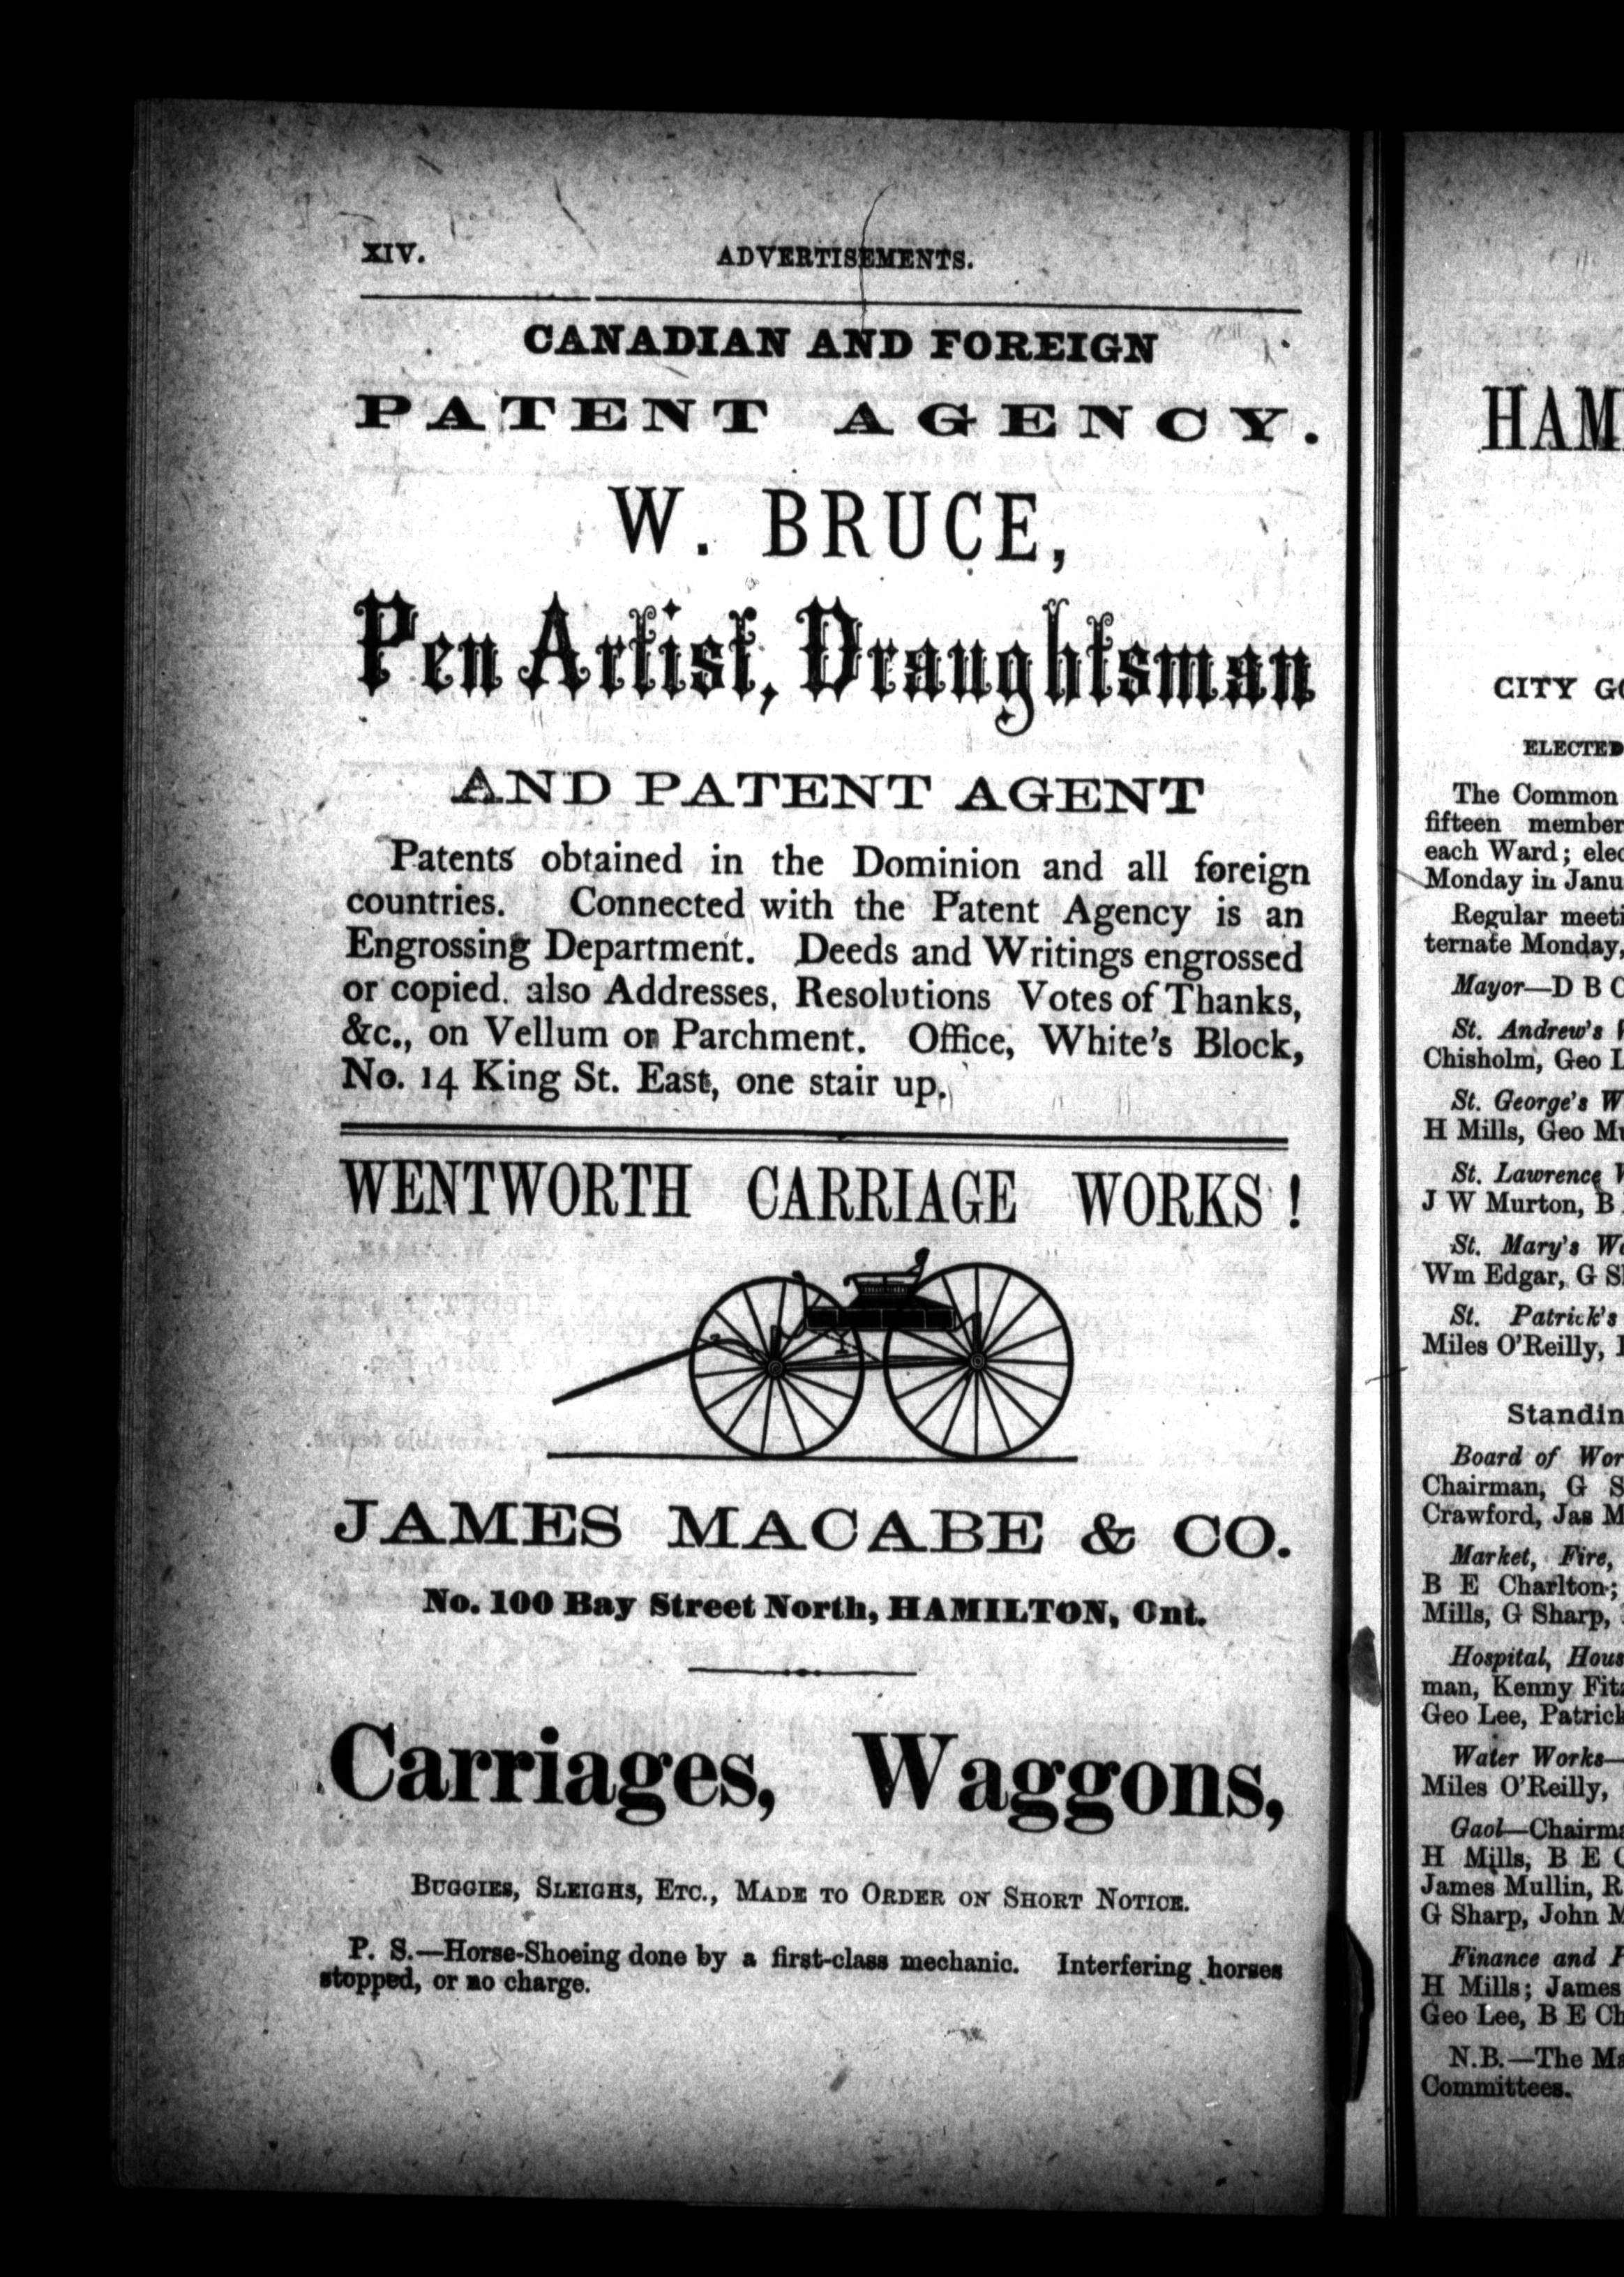 XIV. ADVERTISEMENTS.
CANADIAN AND FOREIGN
PATENT AGENCY.
W. BRUCE,
Pen Artist, Draughtsman
AND PATENT AGENT
Patents obtained in the Dominion and all foreign
countries. Connected with the Patent Agency is an
Engrossing Department. Deeds and Writings engrossed
or copied. also Addresses, Resolutions Votes of Thanks,
&c., on Vellum or Parchment. Office, White's Block,
No. 14 King St. East, one stair up.
WENTWORTH CARRIAGE WORKS!
JAMES MACABE & CO.
No. 100 Bay Street North, HAMILTON, Ont.
Carriages, Waggons,
BUGGIES, SLEIGHS, ETC., MADE TO ORDER ON SHORT NOTICE.
P. S.—Horse-Shoeing done by a first-class mechanic. Interfering horses
stopped, or no charge.
HAM
CITY
ELECTED
The Common
fifteen member
each Ward; elec
Monday in Janu
Regular meeti
ternate Monday,
Mayor—D B C
St. Andrew's
Chisholm, Geo L
St. George's W
H Mills, Geo Mu
St. Lawrence
J W Murton, B
St. Mary's Wa
Wm Edgar, G Sh
St. Patrick's
Miles O'Reilly,
Standin
Board of Wor
Chairman, G S
Crawford, Jas M
Market, Fire,
B E Charlton;
Mills, G Sharp,
Hospital, Hous
man, Kenny Fitz
Geo Lee, Patrick
Water Works—
Miles O'Reilly,
Gaol—Chairma
H Mills, B E C
James Mullin, R
G Sharp, John M
Finance and P
H Mills; James
Geo Lee, B E Ch
N.B.—The Ma
Committees.